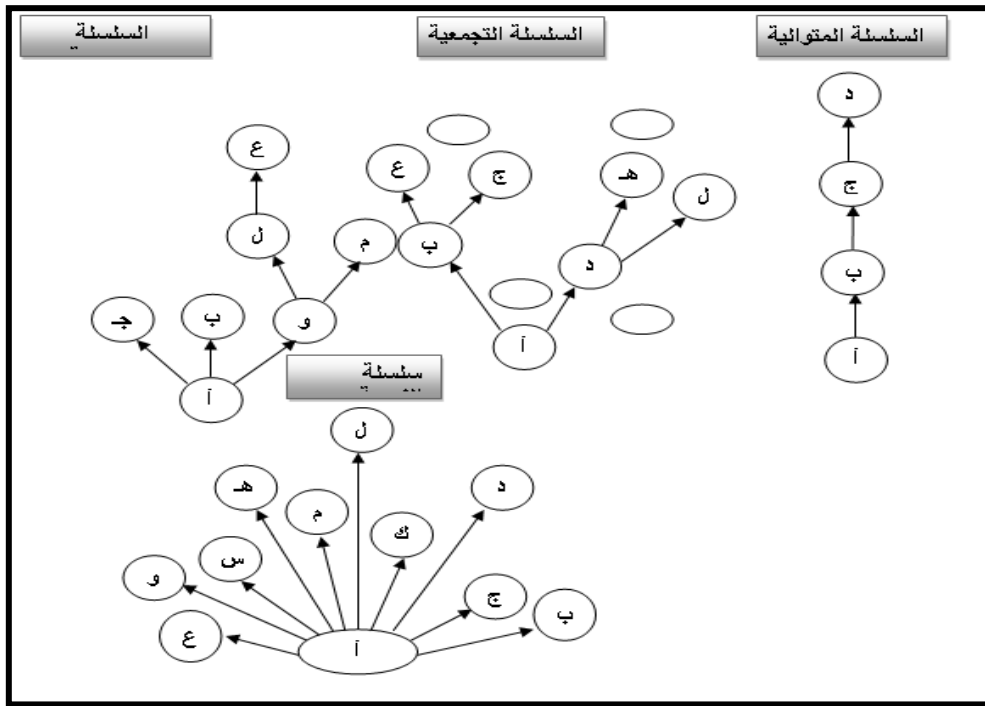 السلسلة المتوالية
السلسلة التجمعية
السلسلة
د
ج
ب
أ
هـ
ل
ع
ج
ب
د
أ
ع
ل
م
جـ
ب
و
أ
سلسلة
ل
د
هـ
م
ك
س
و
ج
ب
ع
أ